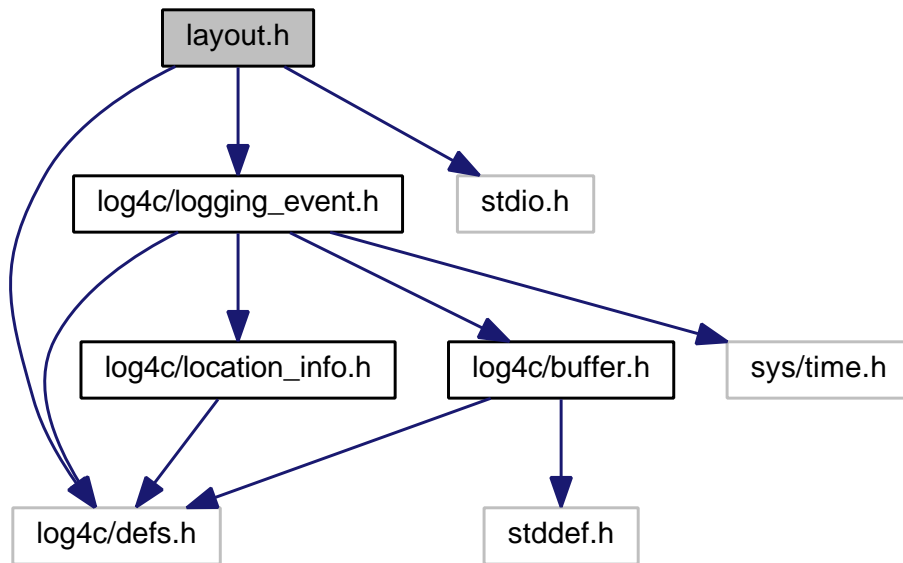 layout.h
log4c/logging_event.h
stdio.h
log4c/location_info.h
log4c/buffer.h
sys/time.h
log4c/defs.h
stddef.h